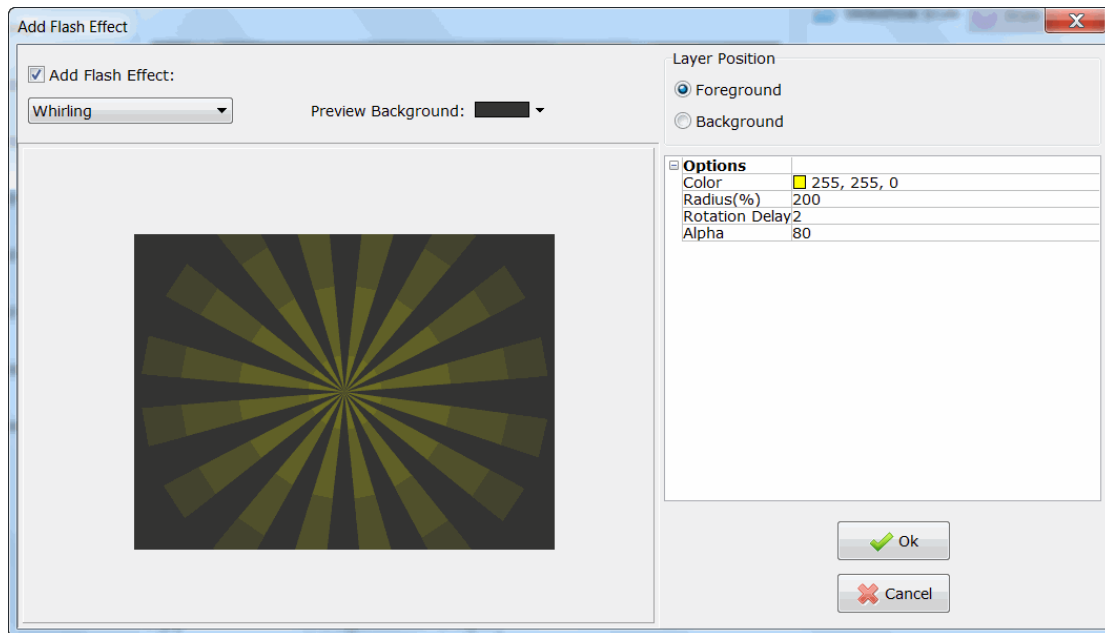 Add Flash Effect
Add Flash Effect:
Whirling
Preview Background:
Layer Position
Foreground
Background
Options
Color 255, 255, 0
Radius(%) 200
Rotation Delay 2
Alpha 80
Ok
Cancel